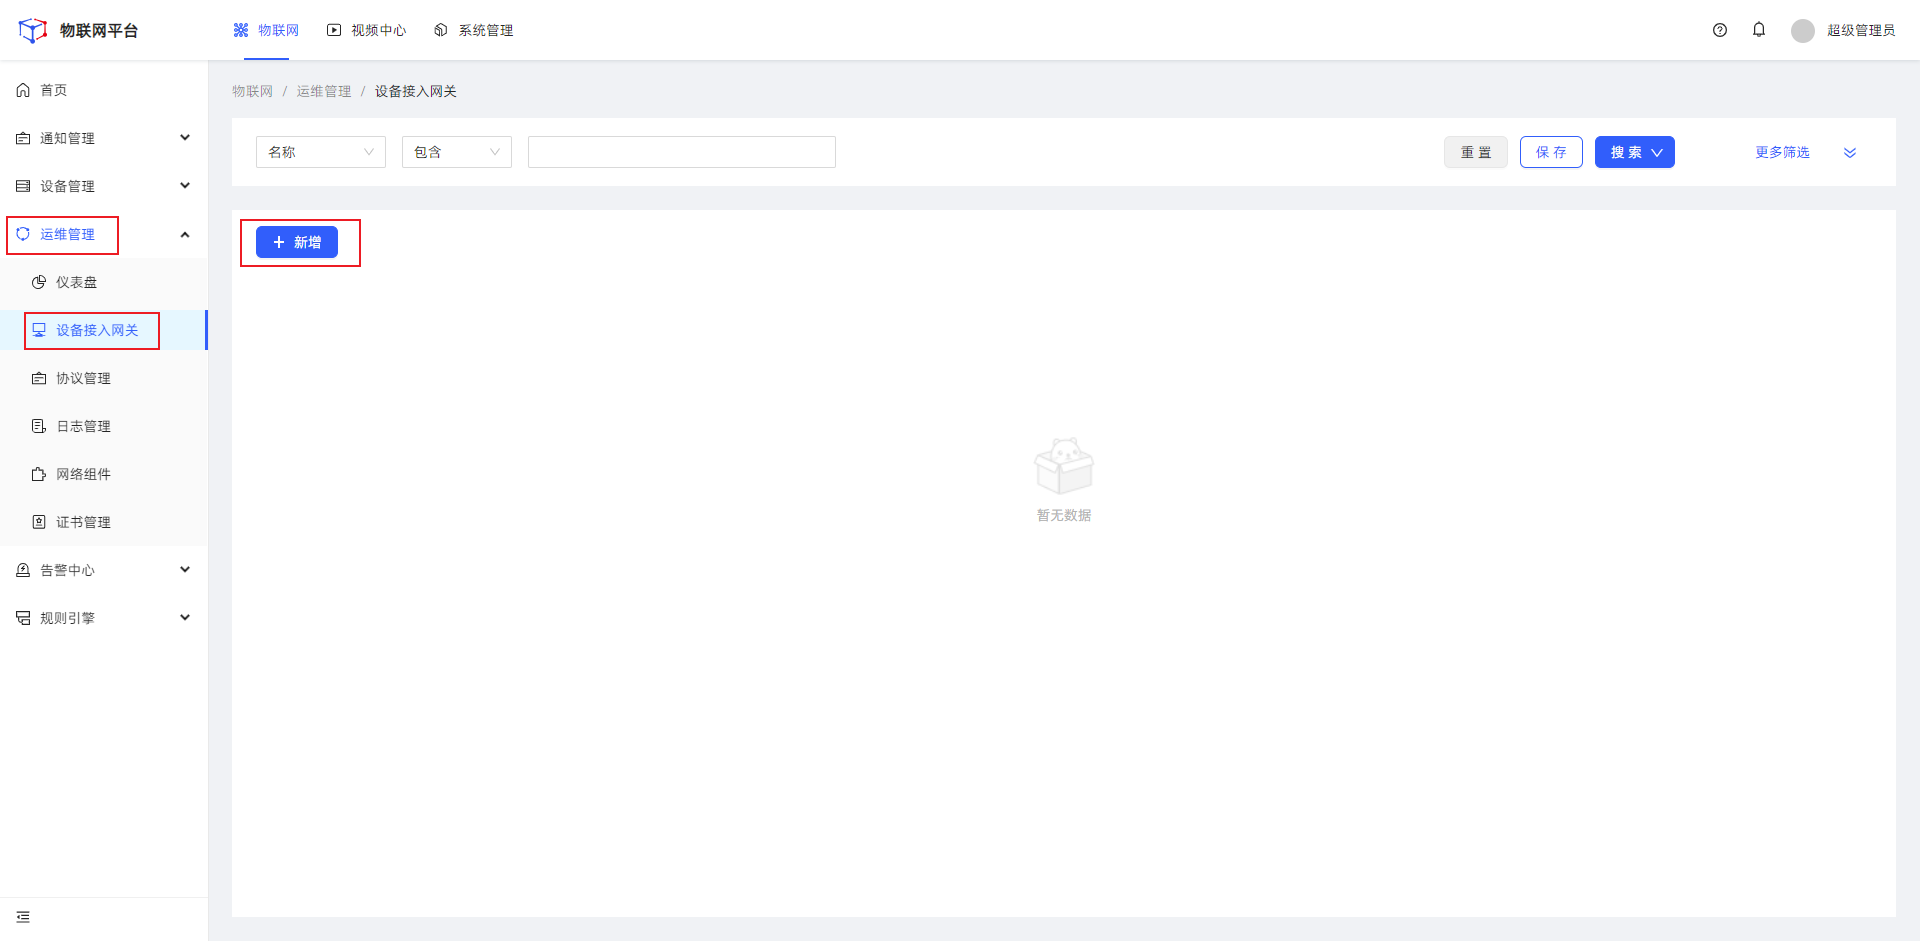 物联网平台
物联网
视频中心
系统管理
超级管理员
首页
通知管理
设备管理
运维管理
仪表盘
设备接入网关
协议管理
日志管理
网络组件
证书管理
告警中心
规则引擎
物联网 / 运维管理 / 设备接入网关
名称
包含
重 置
保 存
搜 索
更多筛选
新增
暂无数据